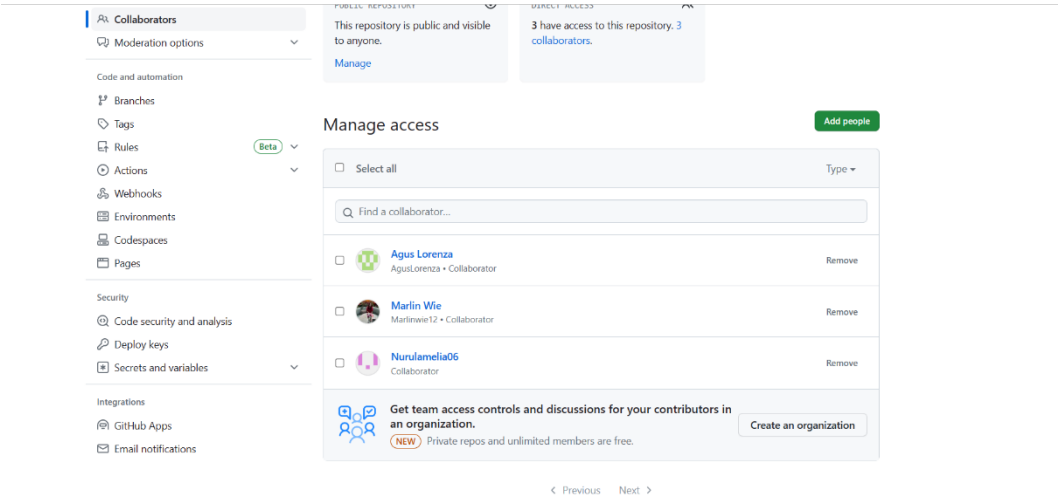 Collaborators
Moderation options
Code and automation
Branches
Tags
Rules Beta
Actions
Webhooks
Environments
Codespaces
Pages
Security
Code security and analysis
Deploy keys
Secrets and variables
Integrations
GitHub Apps
Email notifications
PUBLIC REPOSITORY
This repository is public and visible
to anyone.
Manage
DIRECT ACCESS
3 have access to this repository. 3
collaborators.
Manage access
Add people
Select all
Type
Find a collaborator...
Agus Lorenza
AgusLorenza • Collaborator
Remove
Marlin Wie
Marlinwie12 • Collaborator
Remove
Nurulamelia06
Collaborator
Remove
Get team access controls and discussions for your contributors in
an organization.
NEW Private repos and unlimited members are free.
Create an organization
Previous Next